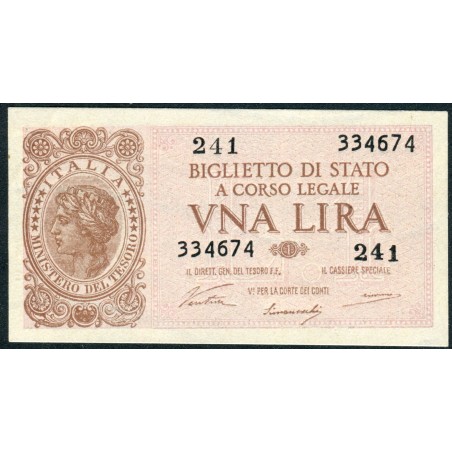 241 334674
BIGLIETTO DI STATO
A CORSO LEGALE
VNA LIRA
334674 241
ITALIA
MINISTERO DEL TESORO
IL DIRETT. GEN. DEL TESORO F.F. IL CASSIERE SPECIALE
Vº PER LA CORTE DEI CONTI
Ventura